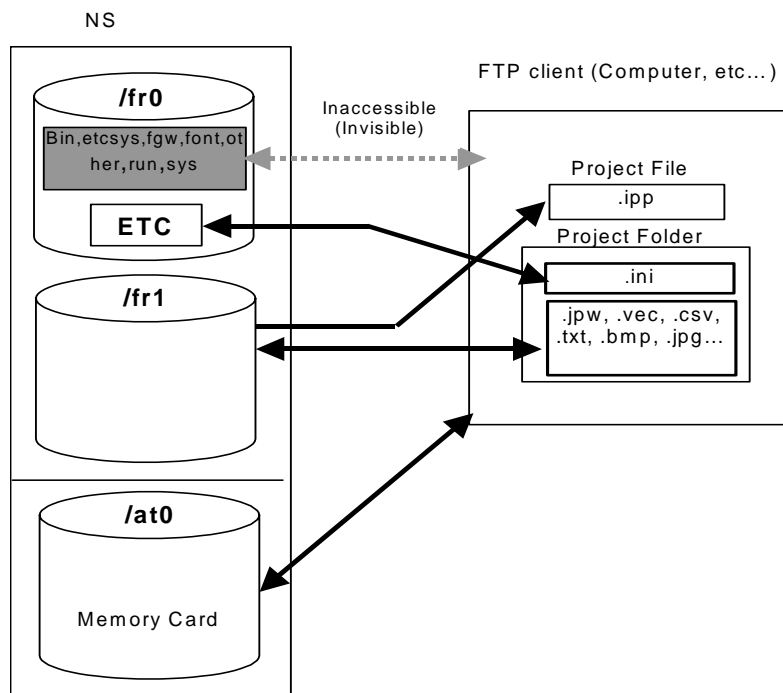 NS
/fr0
Bin,etcsys,fgw,font,ot
her,run,sys
ETC
/fr1
/at0
Memory Card
Inaccessible
(Invisible)
FTP client (Computer, etc...)
Project File
.ipp
Project Folder
.ini
.jpw, .vec, .csv,
.txt, .bmp, .jpg...